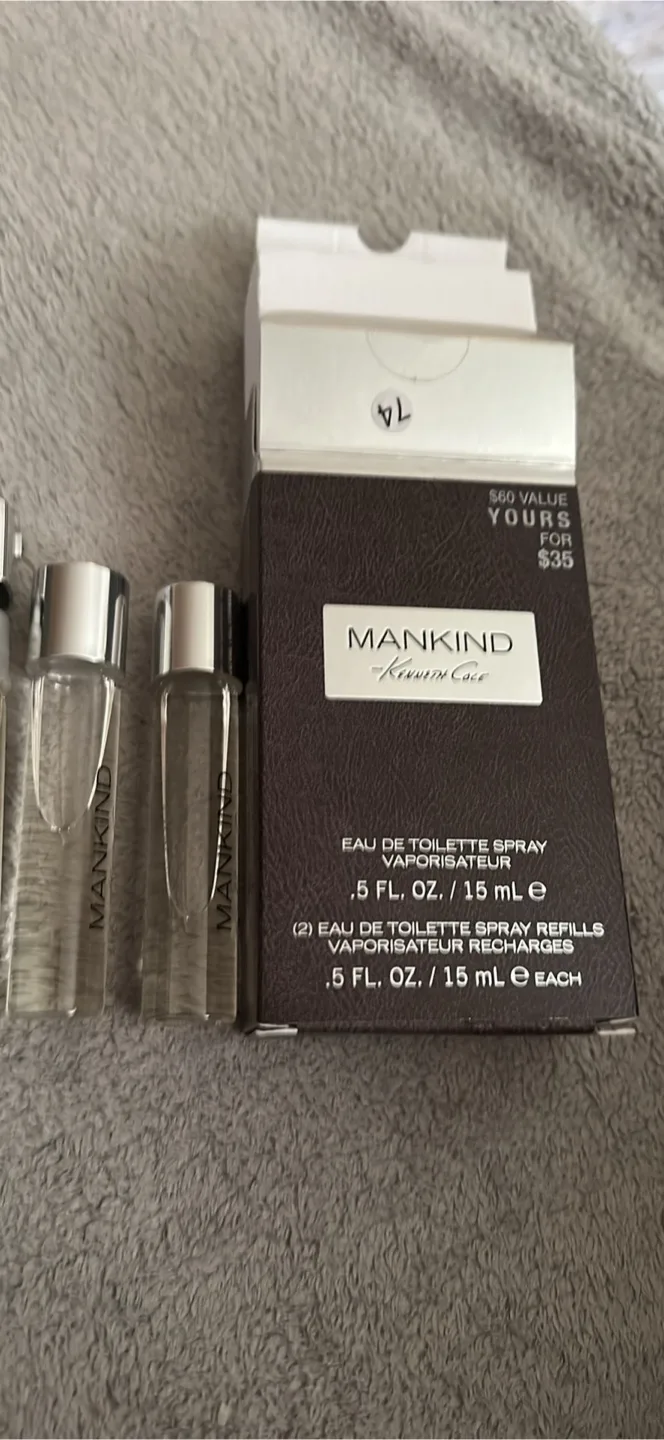 74
$60 VALUE
YOURS
FOR
$35
MANKIND
Kenneth Cole
EAU DE TOILETTE SPRAY
VAPORISATEUR
.5 FL. OZ. / 15 mL ℮
(2) EAU DE TOILETTE SPRAY REFILLS
VAPORISATEUR RECHARGES
.5 FL. OZ. / 15 mL ℮ EACH
MANKIND
MANKIND